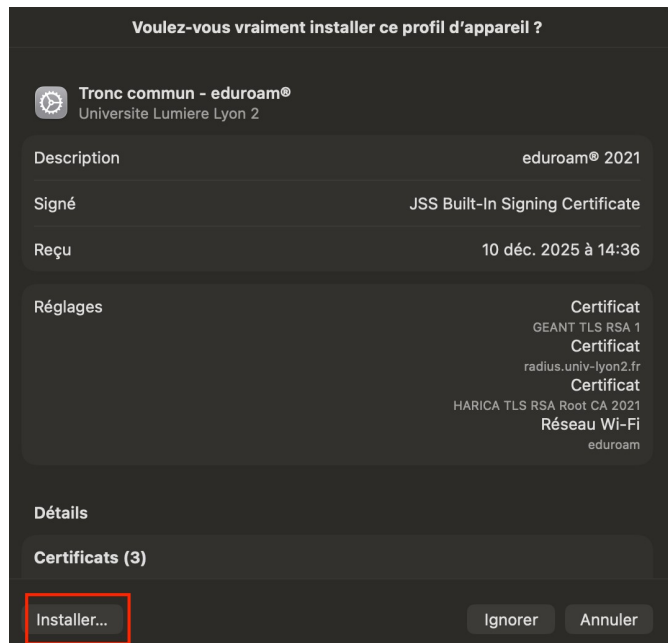 Voulez-vous vraiment installer ce profil d’appareil ?
Tronc commun - eduroam®
Universite Lumiere Lyon 2
Description eduroam® 2021
Signé JSS Built-In Signing Certificate
Reçu 10 déc. 2025 à 14:36
Réglages Certificat
GEANT TLS RSA 1
Certificat
radius.univ-lyon2.fr
Certificat
HARICA TLS RSA Root CA 2021
Réseau Wi-Fi
eduroam
Détails
Certificats (3)
Installer... Ignorer Annuler